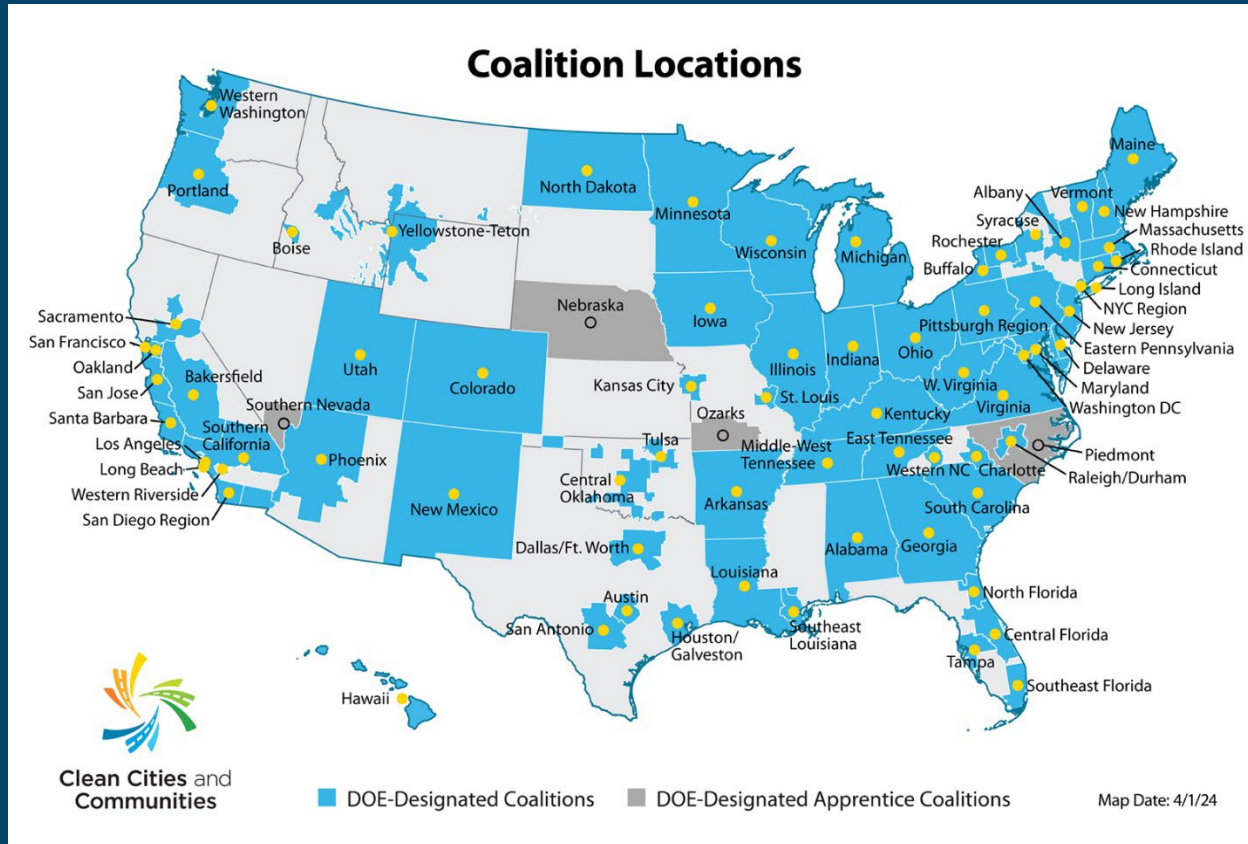 Coalition Locations
Western
Washington
Portland
Boise
Yellowstone-Teton
North Dakota
Minnesota
Wisconsin
Michigan
Maine
Albany
Vermont
Syracuse
New Hampshire
Massachusetts
Rochester
Rhode Island
Buffalo
Connecticut
Long Island
NYC Region
New Jersey
Pittsburgh Region
Eastern Pennsylvania
Delaware
Maryland
Washington DC
Nebraska
Iowa
Illinois
Indiana
Ohio
W. Virginia
Virginia
Kentucky
Sacramento
San Francisco
Oakland
San Jose
Bakersfield
Santa Barbara
Southern Nevada
Southern
California
Los Angeles
Long Beach
Western Riverside
San Diego Region
Utah
Colorado
Phoenix
New Mexico
Kansas City
St. Louis
Ozarks
Tulsa
Central
Oklahoma
Middle-West
Tennessee
East Tennessee
Western NC
Charlotte
Piedmont
Raleigh/Durham
Arkansas
South Carolina
Dallas/Ft. Worth
Alabama
Georgia
Louisiana
Austin
San Antonio
Houston/
Galveston
Southeast
Louisiana
North Florida
Central Florida
Tampa
Southeast Florida
Hawaii
Clean Cities and
Communities
DOE-Designated Coalitions
DOE-Designated Apprentice Coalitions
Map Date: 4/1/24